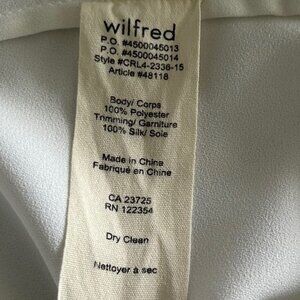 wilfred
P.O. #4500045013
P.O. #4500045014
Style #CRL4-2336-15
Article #48118
Body/ Corps
100% Polyester
Trimming/ Garniture
100% Silk/ Soie
Made in China
Fabriqué en Chine
CA 23725
RN 122354
Dry Clean
Nettoyer à sec